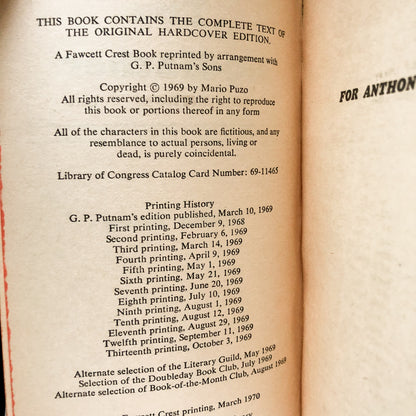 THIS BOOK CONTAINS THE COMPLETE TEXT OF
THE ORIGINAL HARDCOVER EDITION.
A Fawcett Crest Book reprinted by arrangement with
G. P. Putnam's Sons
Copyright © 1969 by Mario Puzo
All rights reserved, including the right to reproduce
this book or portions thereof in any form
All of the characters in this book are fictitious, and any
resemblance to actual persons, living or
dead, is purely coincidental.
Library of Congress Catalog Card Number: 69-11465
Printing History
G. P. Putnam's edition published, March 10, 1969
First printing, December 9, 1968
Second printing, February 6, 1969
Third printing, March 14, 1969
Fourth printing, April 9, 1969
Fifth printing, May 1, 1969
Sixth printing, May 21, 1969
Seventh printing, June 20, 1969
Eighth printing, July 10, 1969
Ninth printing, August 1, 1969
Tenth printing, August 12, 1969
Eleventh printing, August 29, 1969
Twelfth printing, September 11, 1969
Thirteenth printing, October 3, 1969
Alternate selection of the Literary Guild, May 1969
Selection of the Doubleday Book Club, July 1969
Alternate selection of Book-of-the-Month Club, August 1969
Fawcett Crest printing, March 1970
FOR ANTHON